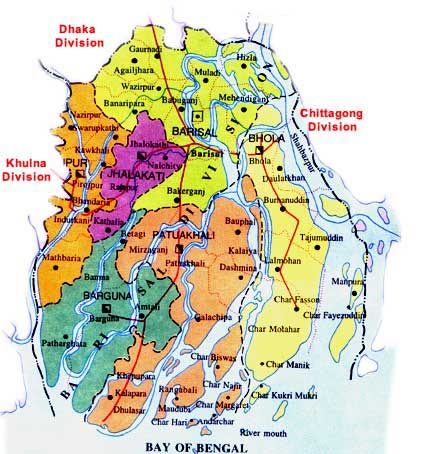 Dhaka
Division
Gaurnadi
Hizla
Agailjhara
Muladi
Wazirpur
Babuganj
Mehendiganj
Banaripara
Nazirpur
Swarupkathi
BARISAL
Chittagong
Division
Kawkhali
Jhalokathi
Barisal
BHOLA
Shahbazpur
Khulna
Division
PUR
Nalchity
Bhola
Pirojpur
JHALAKATI
Rajapur
Daulatkhan
Bhandaria
Bakerganj
Burhanuddin
Indurkani
Kathalia
Betagi
Bauphal
PATUAKHALI
Mirzaganj
Kalaiya
Tajumuddin
Mathbaria
Patuakhali
Dashmina
Lalmohan
Bamna
Manpura
BARGUNA
Amtali
Char Fasson
Barguna
Galachipa
Char Fayezuddin
Char Motahar
Patharghata
Char Biswas
Char Manik
Khepupara
Kalapara
Rangabali
Char Najir
Char Kukri Mukri
Dhulasar
Maudubi
Char Margaret
Char Hari
Andarchar
River mouth
BARISAL DIVISION
BAY OF BENGAL